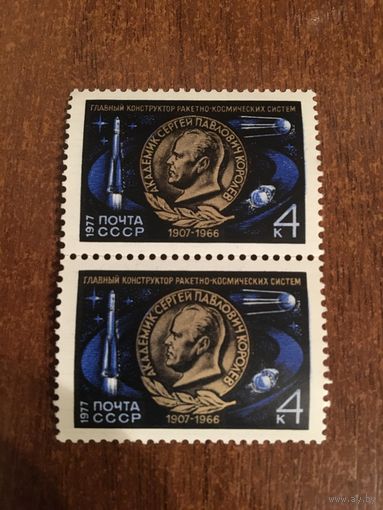 ГЛАВНЫЙ КОНСТРУКТОР РАКЕТНО-КОСМИЧЕСКИХ СИСТЕМ
АКАДЕМИК СЕРГЕЙ ПАВЛОВИЧ КОРОЛЕВ
1907-1966
1977 ПОЧТА
СССР
4 К
ГЛАВНЫЙ КОНСТРУКТОР РАКЕТНО-КОСМИЧЕСКИХ СИСТЕМ
АКАДЕМИК СЕРГЕЙ ПАВЛОВИЧ КОРОЛЕВ
1907-1966
1977 ПОЧТА
СССР
4 К
ay.by